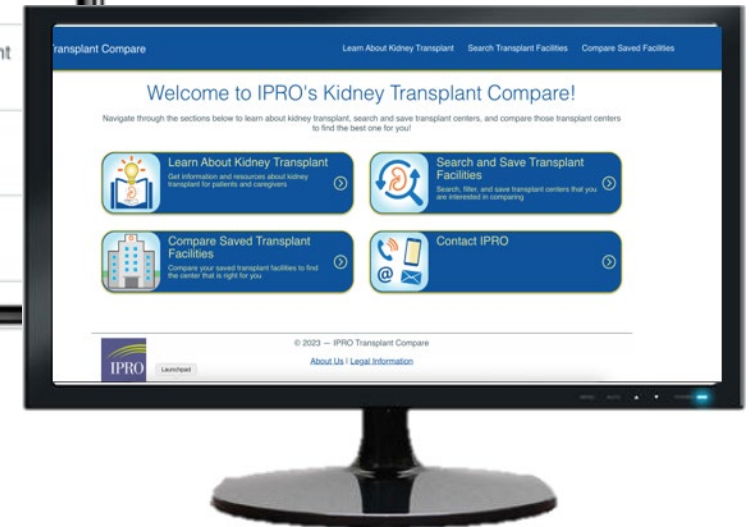 nt
ransplant Compare
Learn About Kidney Transplant Search Transplant Facilities Compare Saved Facilities
Welcome to IPRO's Kidney Transplant Compare!
Navigate through the sections below to learn about kidney transplant, search and save transplant centers, and compare those transplant centers
to find the best one for you!
Learn About Kidney Transplant
Get information and resources about kidney
transplant for patients and caregivers
Search and Save Transplant
Facilities
Search, filter, and save transplant centers that you
are interested in comparing
Compare Saved Transplant
Facilities
Compare your saved transplant facilities to find
the center that is right for you
Contact IPRO
@
© 2023 — IPRO Transplant Compare
About Us | Legal Information
IPRO
Launchpad
MENU AUTO ▲ ▼ POWER